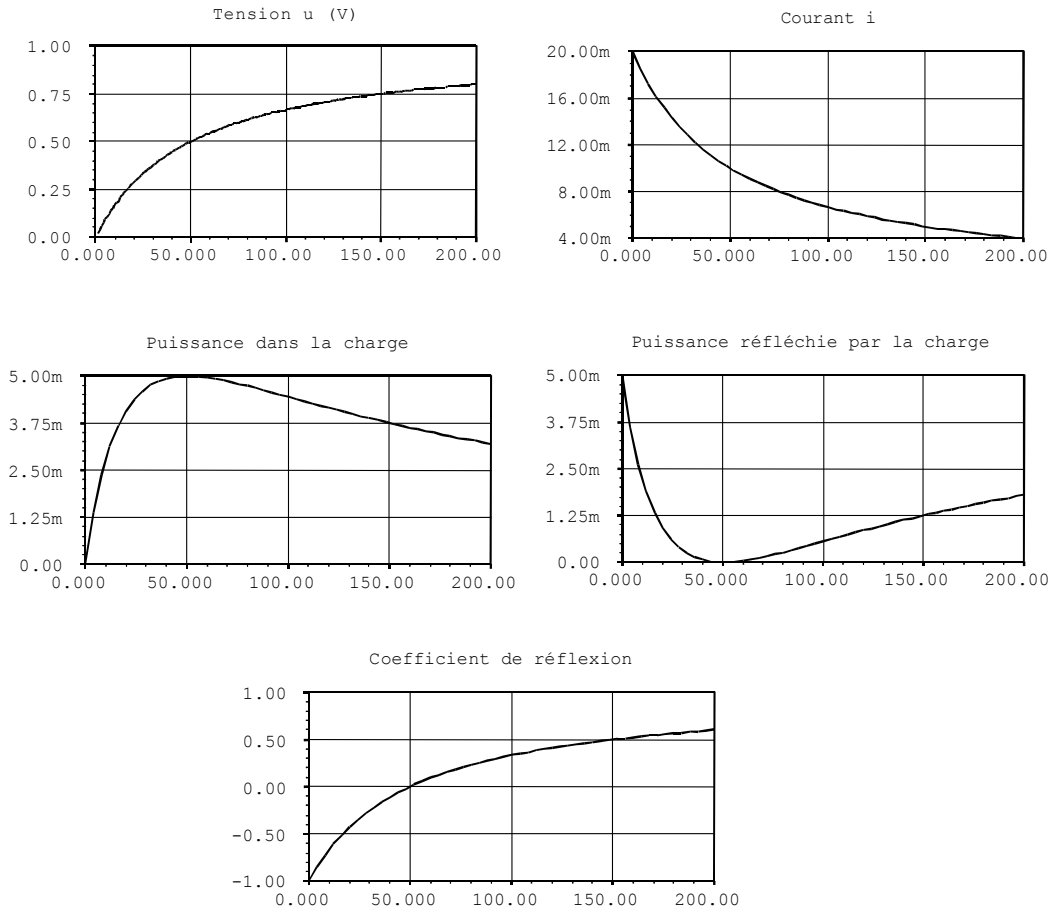 Tension u (V)
1.00
0.75
0.50
0.25
0.00
0.000 50.000 100.00 150.00 200.00
Courant i
20.00m
16.00m
12.00m
8.00m
4.00m
0.000 50.000 100.00 150.00 200.00
Puissance dans la charge
5.00m
3.75m
2.50m
1.25m
0.00
0.000 50.000 100.00 150.00 200.00
Puissance réfléchie par la charge
5.00m
3.75m
2.50m
1.25m
0.00
0.000 50.000 100.00 150.00 200.00
Coefficient de réflexion
1.00
0.50
0.00
-0.50
-1.00
0.000 50.000 100.00 150.00 200.00